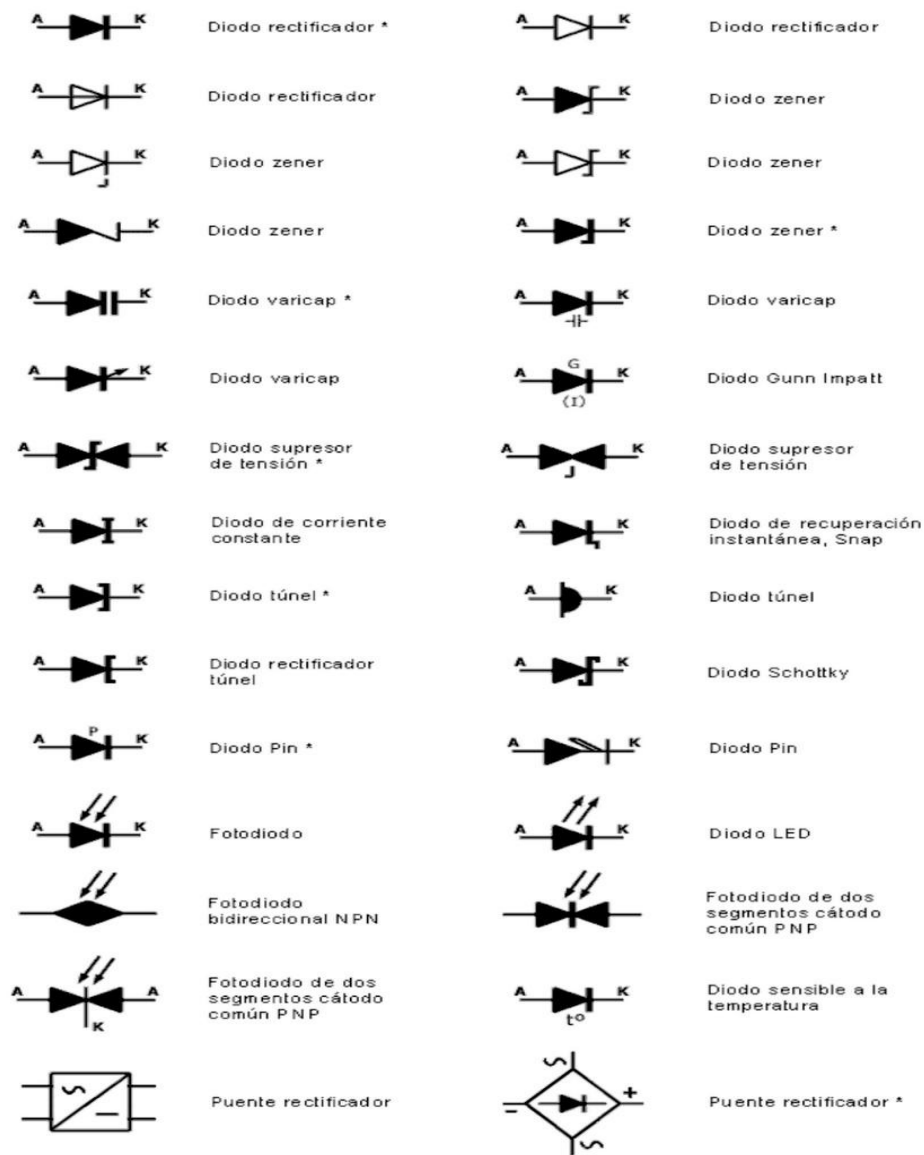 A K Diodo rectificador *
A K Diodo rectificador
A K Diodo rectificador
A K Diodo zener
A K Diodo zener
A K Diodo zener
A K Diodo zener
A K Diodo zener *
A K Diodo varicap *
A K Diodo varicap
A K Diodo varicap
A G K (I) Diodo Gunn Impatt
A K Diodo supresor
de tensión *
A K Diodo supresor
de tensión
A K Diodo de corriente
constante
A K Diodo de recuperación
instantánea, Snap
A K Diodo túnel *
A K Diodo túnel
A K Diodo rectificador
túnel
A K Diodo Schottky
A P K Diodo Pin *
A K Diodo Pin
A K Fotodiodo
A K Diodo LED
Fotodiodo
bidireccional NPN
Fotodiodo de dos
segmentos cátodo
común PNP
A A K Fotodiodo de dos
segmentos cátodo
común PNP
A K tº Diodo sensible a la
temperatura
Puente rectificador
- + Puente rectificador *